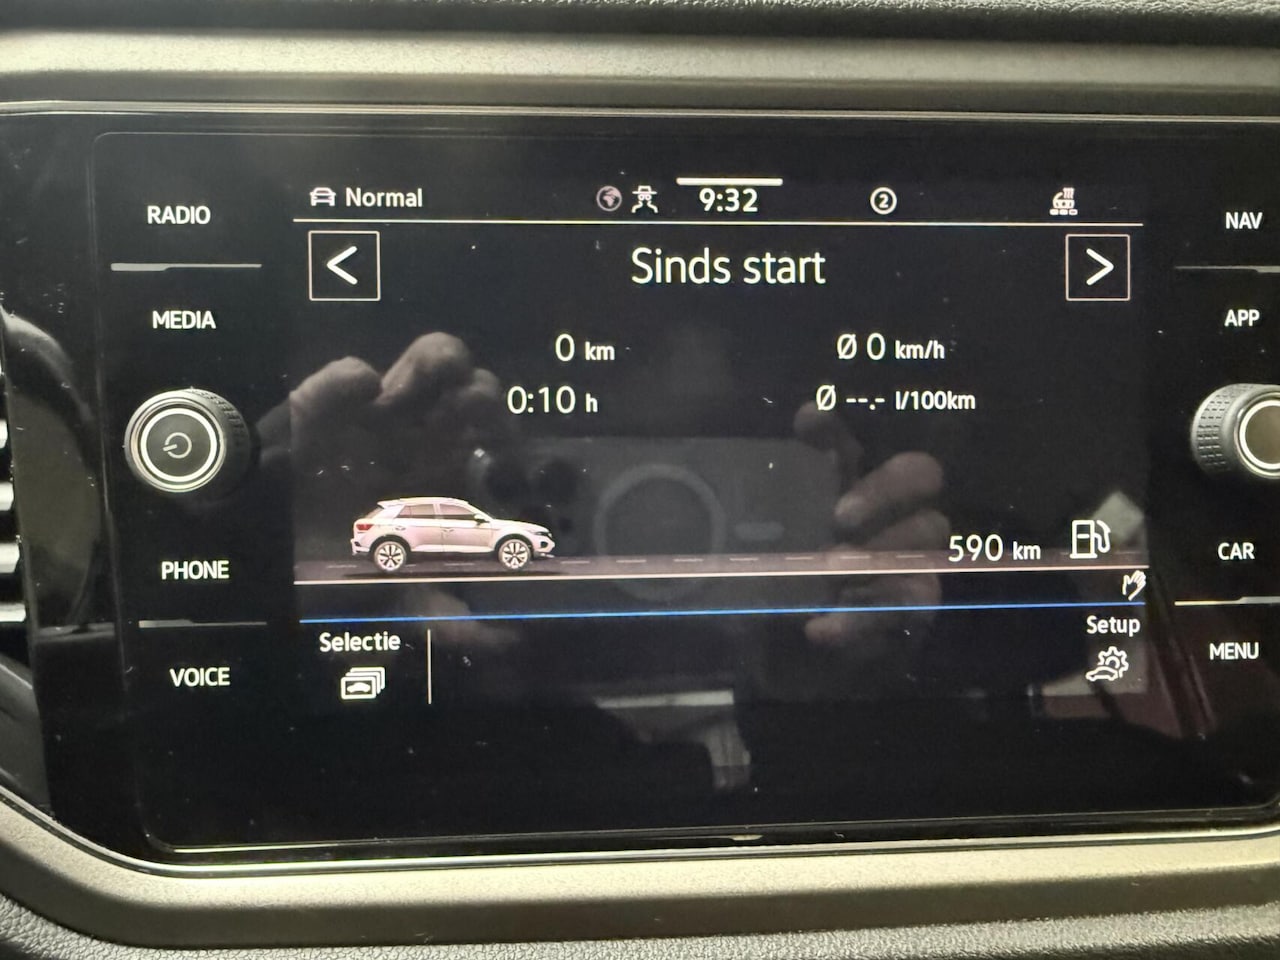 RADIO
MEDIA
PHONE
VOICE
Normal
9:32
2
Sinds start
0 km
Ø 0 km/h
0:10 h
Ø --.- l/100km
590 km
Selectie
Setup
NAV
APP
CAR
MENU